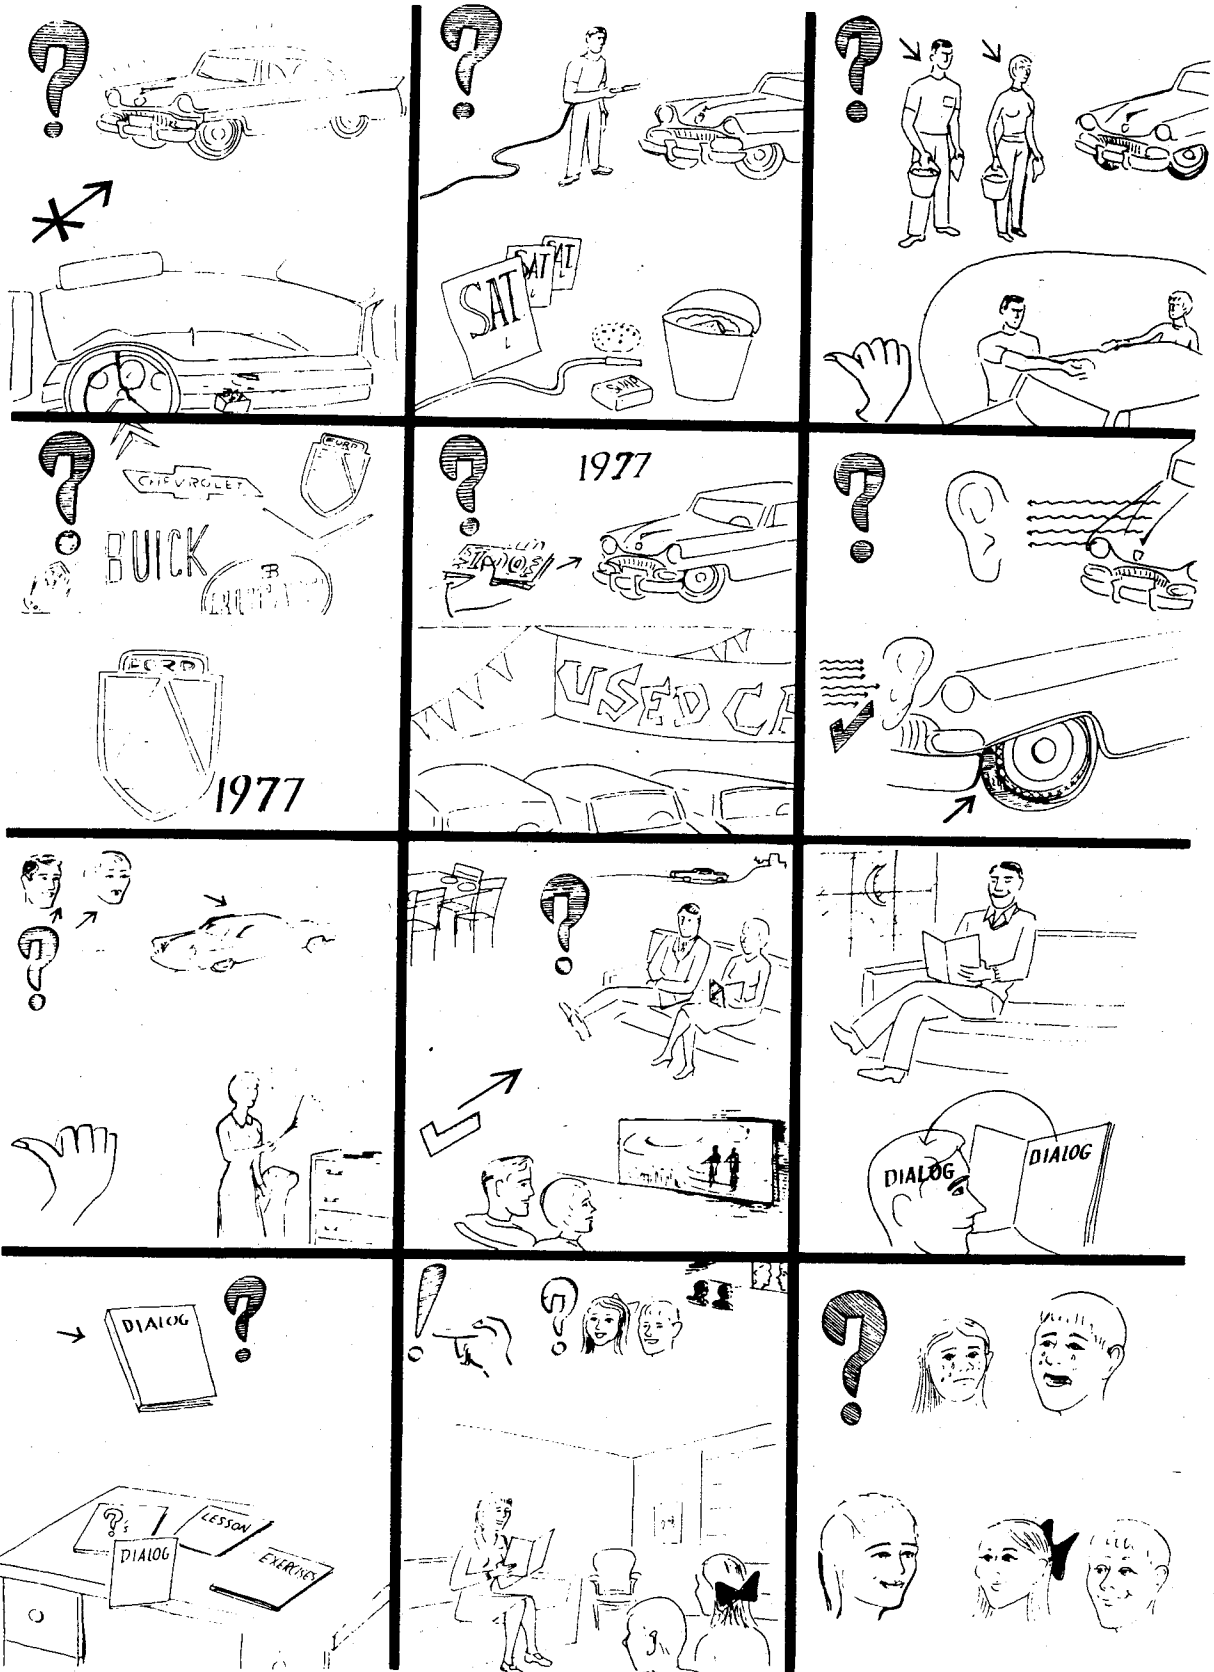 SAT
SAT
SAT
SOAP
CHEVROLET
FORD
BUICK
FORD
1977
1977
USED CA
DIALOG
DIALOG
DIALOG
?'s
LESSON
DIALOG
EXERCISES